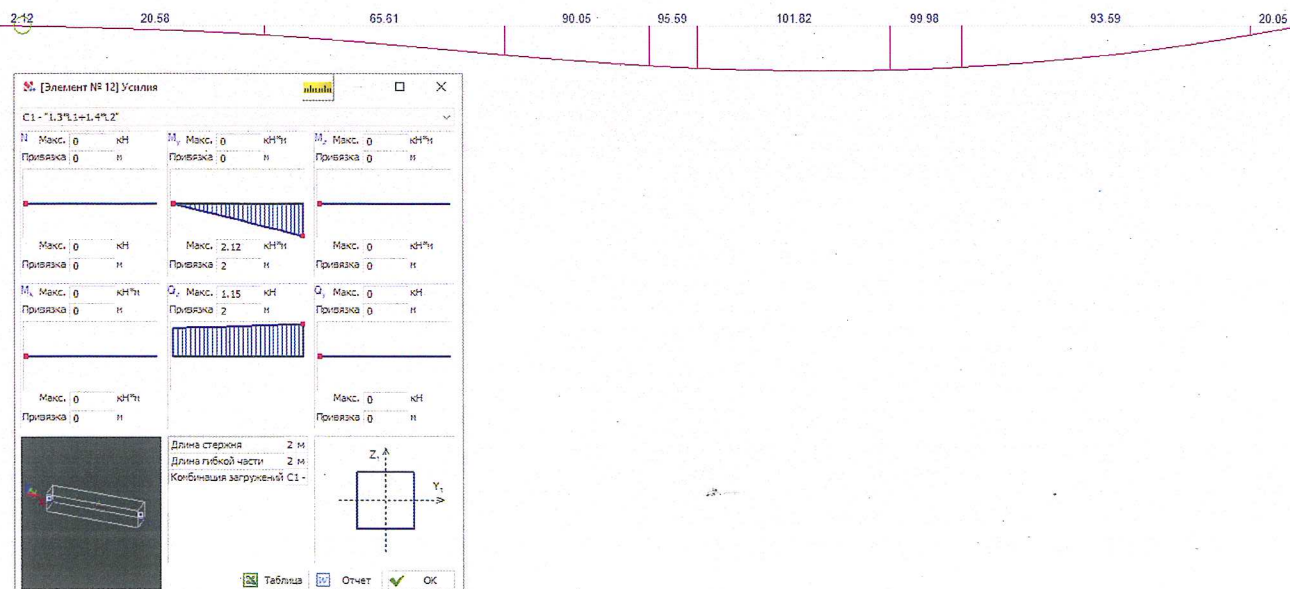 2.12 20.58 65.61 90.05 95.59 101.82 99.98 93.59 20.05
[Элемент № 12] Усилия
C1 - "1.3*L1+1.4*L2"
N Макс. 0 кН My Макс. 0 кН*м Mz Макс. 0 кН*м
Привязка 0 м Привязка 0 м Привязка 0 м
Макс. 0 кН Макс. 2.12 кН*м Макс. 0 кН*м
Привязка 0 м Привязка 2 м Привязка 0 м
Mx Макс. 0 кН*м Qz Макс. 1.15 кН Qy Макс. 0 кН
Привязка 0 м Привязка 2 м Привязка 0 м
Макс. 0 кН*м Макс. 0 кН
Привязка 0 м Привязка 0 м
Длина стержня 2 м
Длина гибкой части 2 м
Комбинация загружений C1 -
Z1
Y1
Таблица Отчет OK